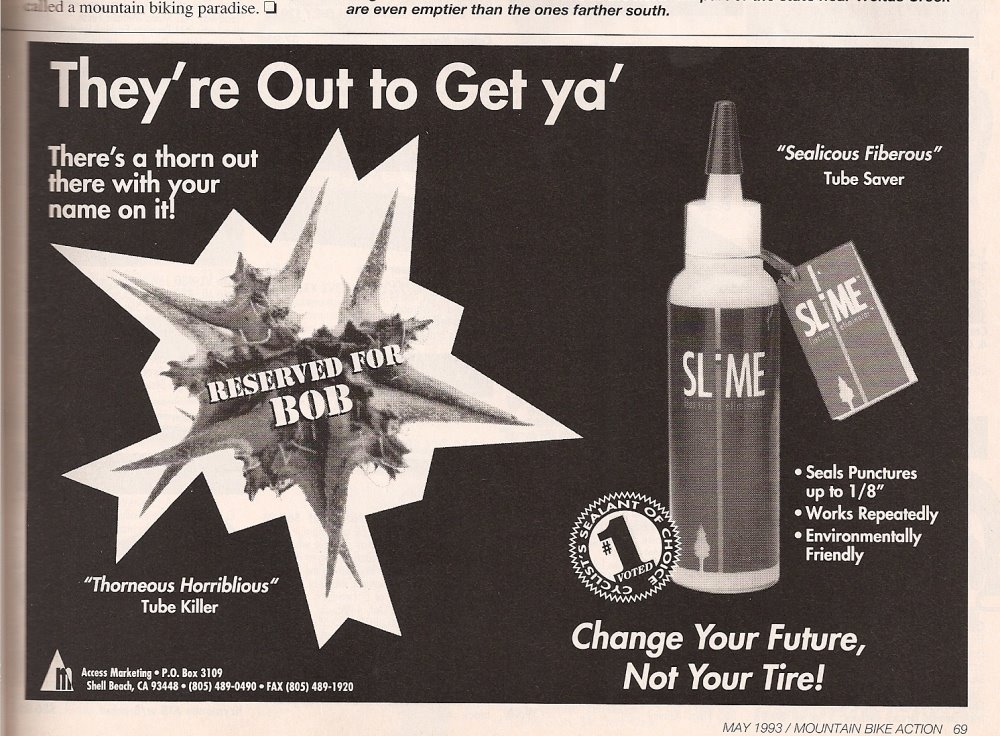 called a mountain biking paradise. ❏
are even emptier than the ones farther south.
They're Out to Get ya'
There's a thorn out
there with your
name on it!
RESERVED FOR
BOB
"Thorneous Horriblious"
Tube Killer
"Sealicous Fiberous"
Tube Saver
SLiME
SLiME
• Seals Punctures
up to 1/8"
• Works Repeatedly
• Environmentally
Friendly
CYCLIST'S SEALANT OF CHOICE
#1
VOTED
Change Your Future,
Not Your Tire!
Access Marketing • P.O. Box 3109
Shell Beach, CA 93448 • (805) 489-0490 • FAX (805) 489-1920
MAY 1993 / MOUNTAIN BIKE ACTION 69